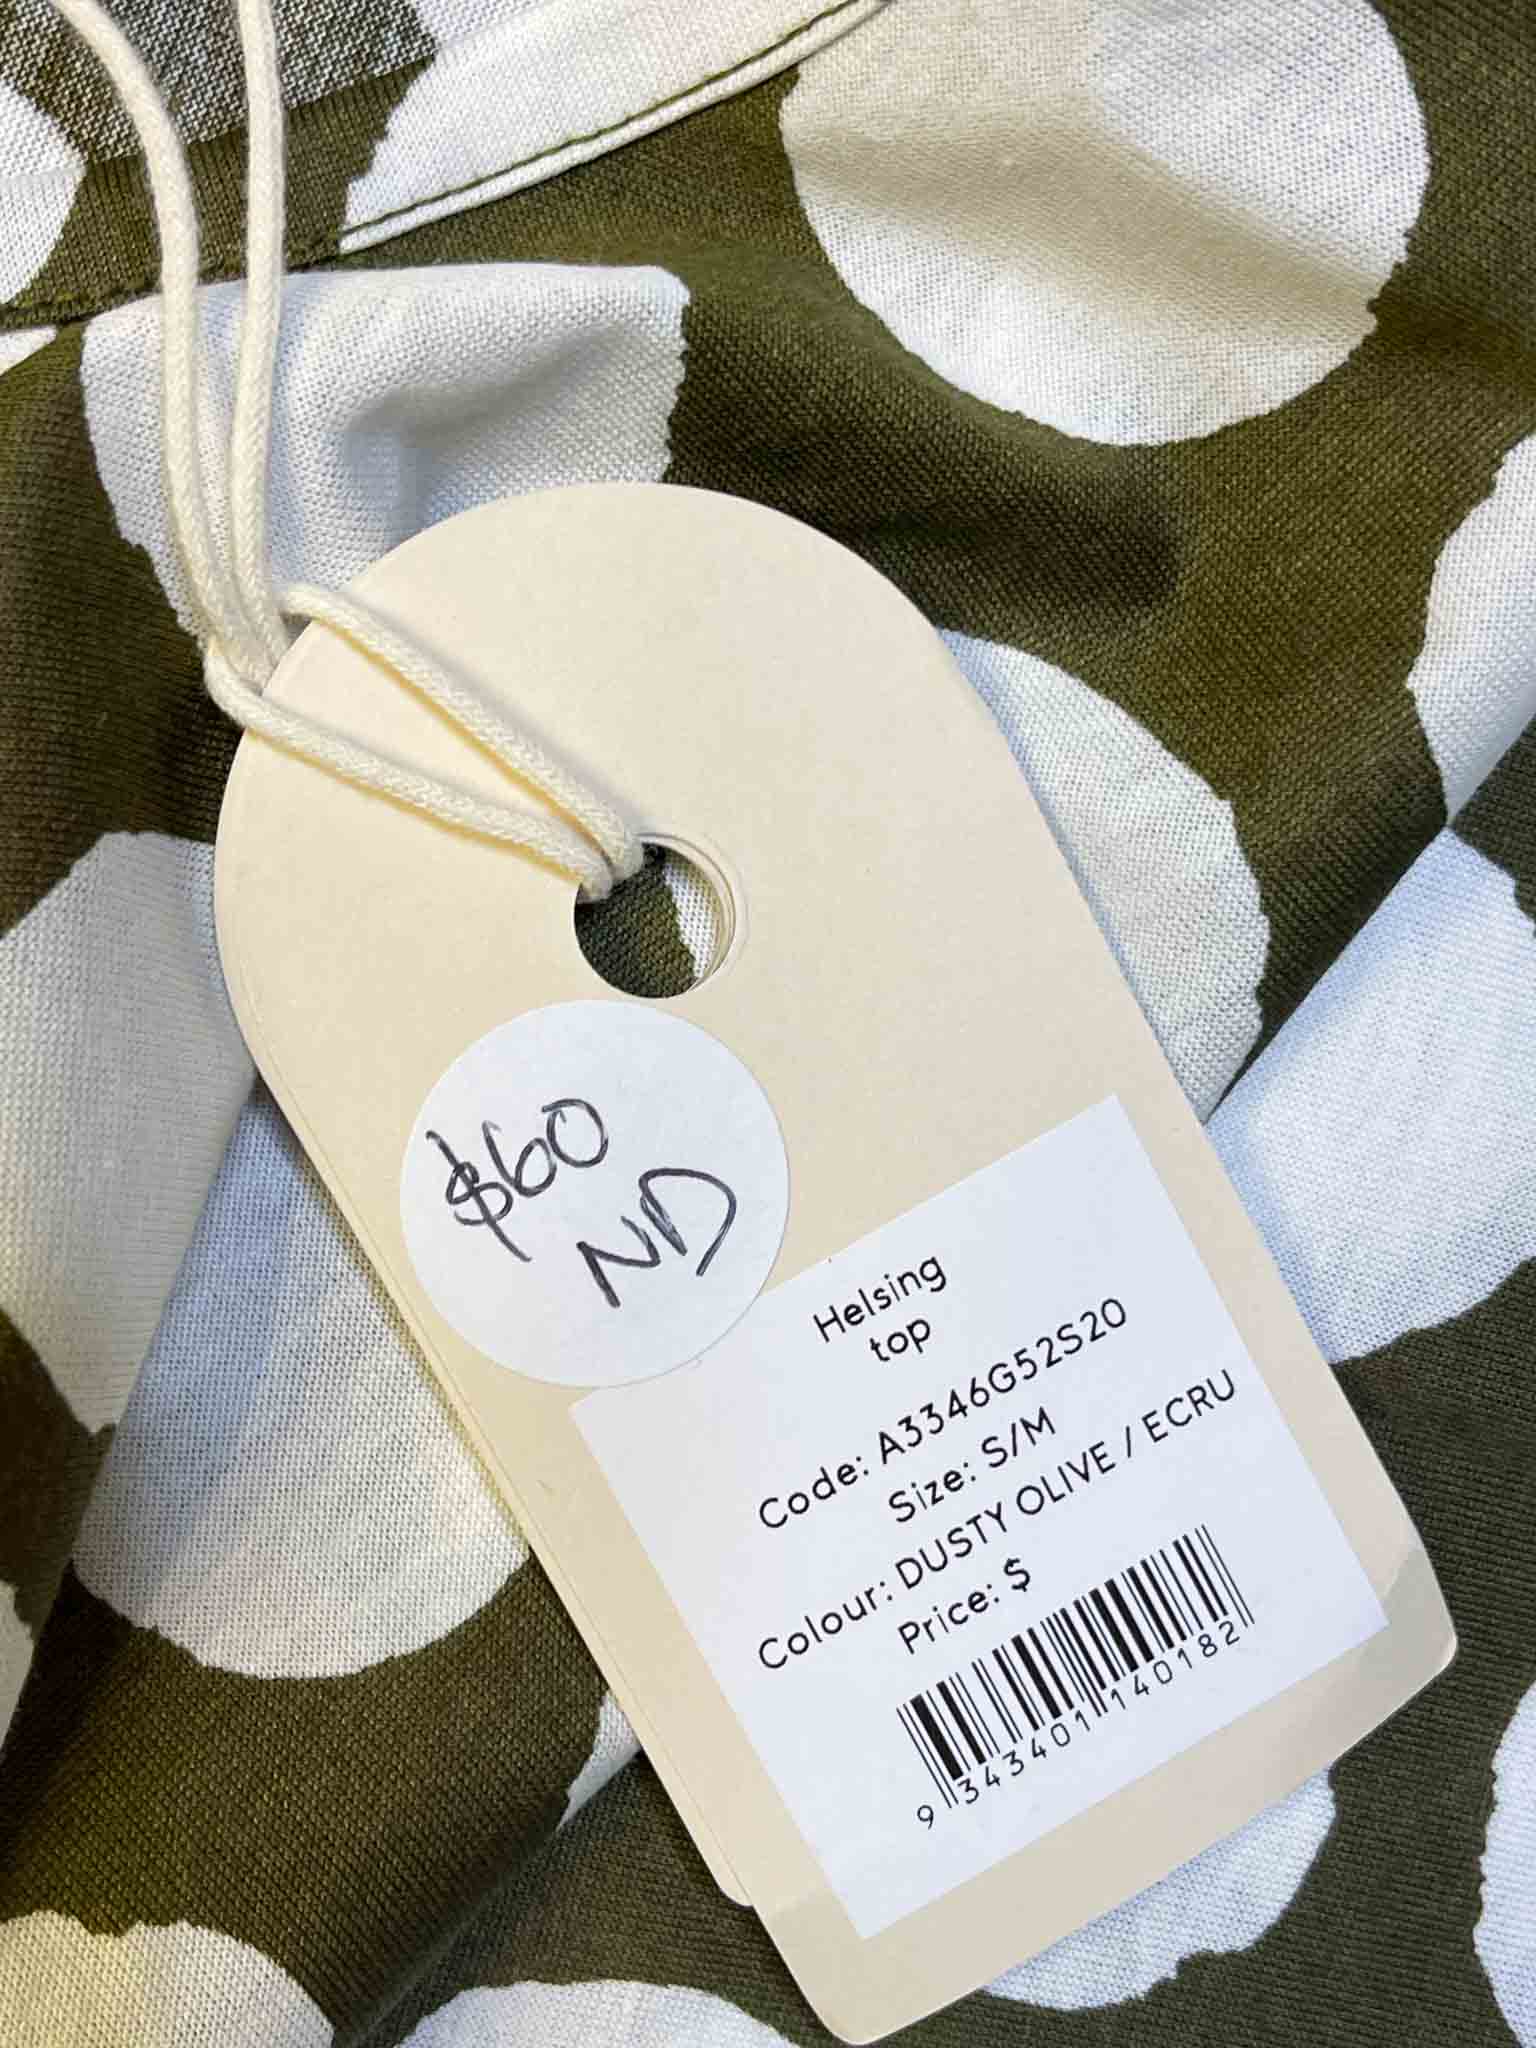 $60
ND
Helsing
top
Code: A3346G52S20
Size: S/M
Colour: DUSTY OLIVE / ECRU
Price: $
9 343401 140182